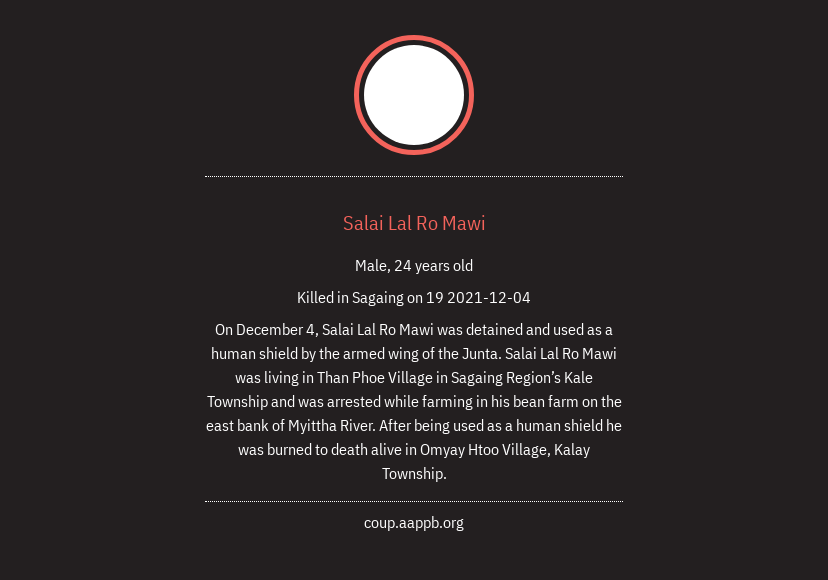 Salai Lal Ro Mawi
Male, 24 years old
Killed in Sagaing on 19 2021-12-04
On December 4, Salai Lal Ro Mawi was detained and used as a
human shield by the armed wing of the Junta. Salai Lal Ro Mawi
was living in Than Phoe Village in Sagaing Region’s Kale
Township and was arrested while farming in his bean farm on the
east bank of Myittha River. After being used as a human shield he
was burned to death alive in Omyay Htoo Village, Kalay
Township.
coup.aappb.org